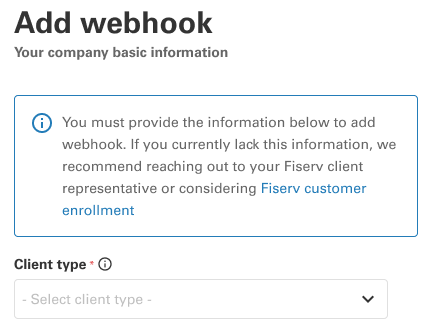 Add webhook
Your company basic information
You must provide the information below to add
webhook. If you currently lack this information, we
recommend reaching out to your Fiserv client
representative or considering Fiserv customer
enrollment
Client type *
- Select client type -